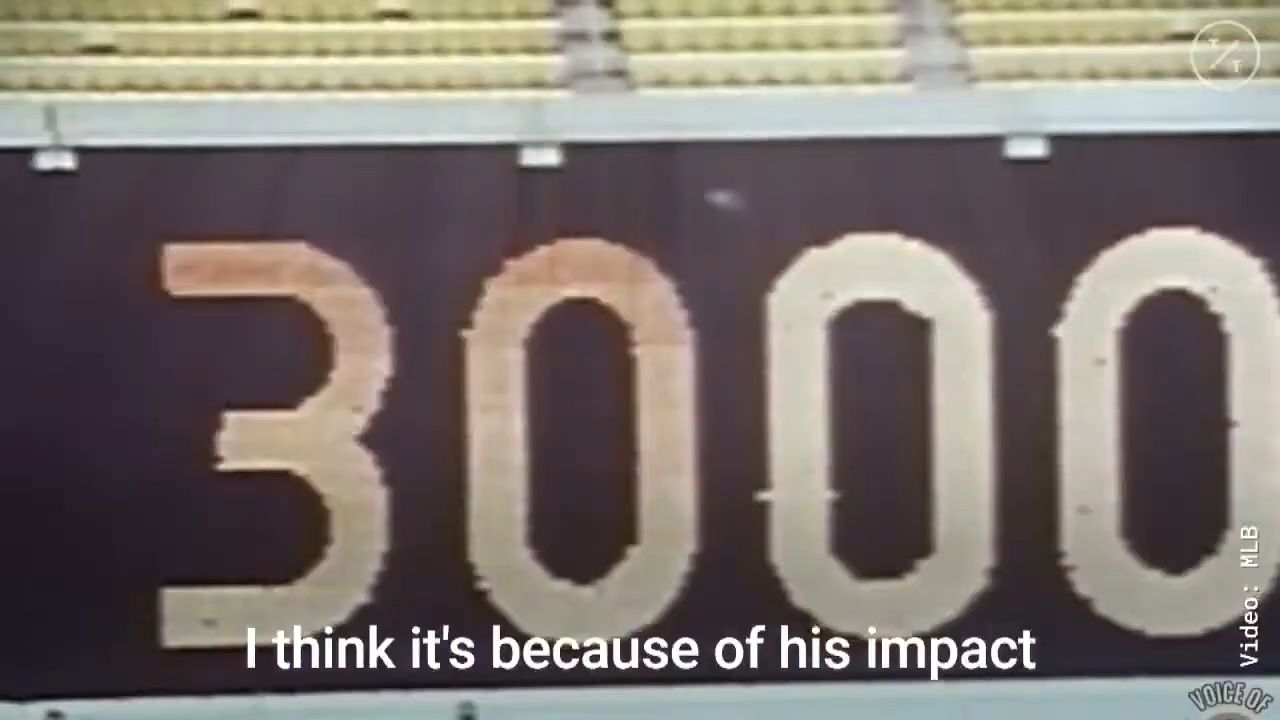 T/T
3000
I think it's because of his impact
Video: MLB
VOICE OF